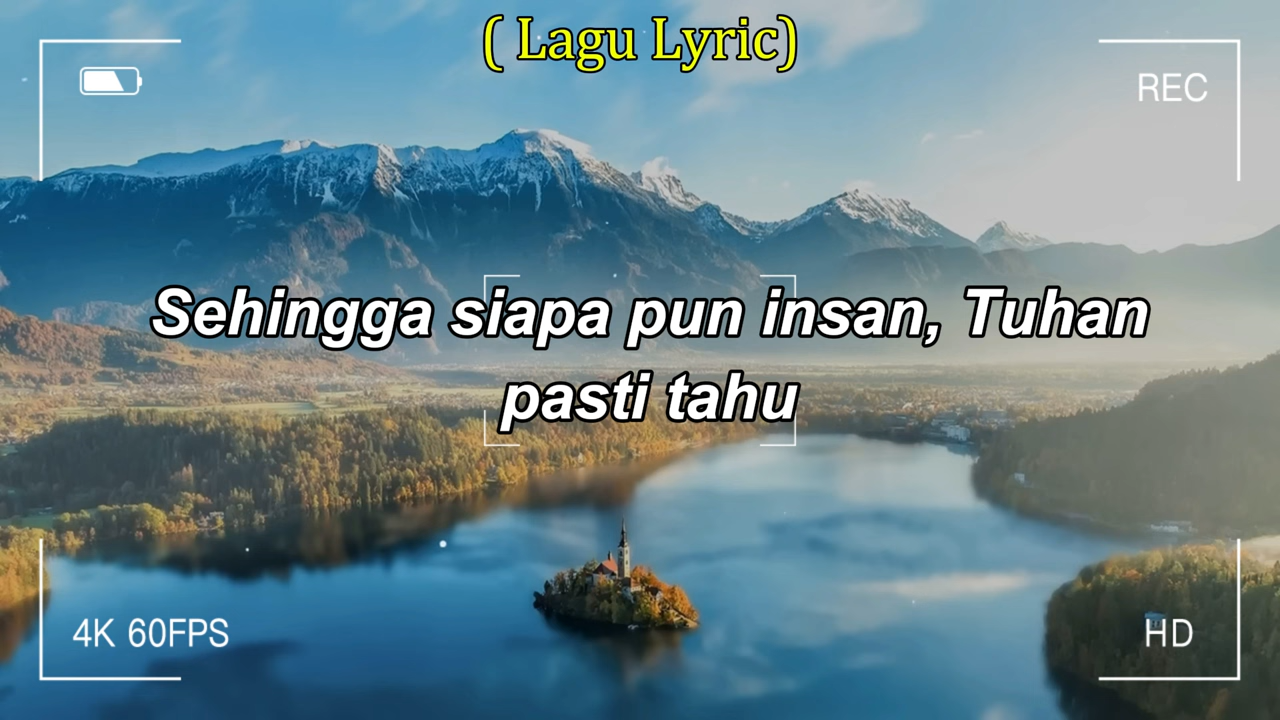 ( Lagu Lyric)
REC
Sehingga siapa pun insan, Tuhan
pasti tahu
4K 60FPS
HD